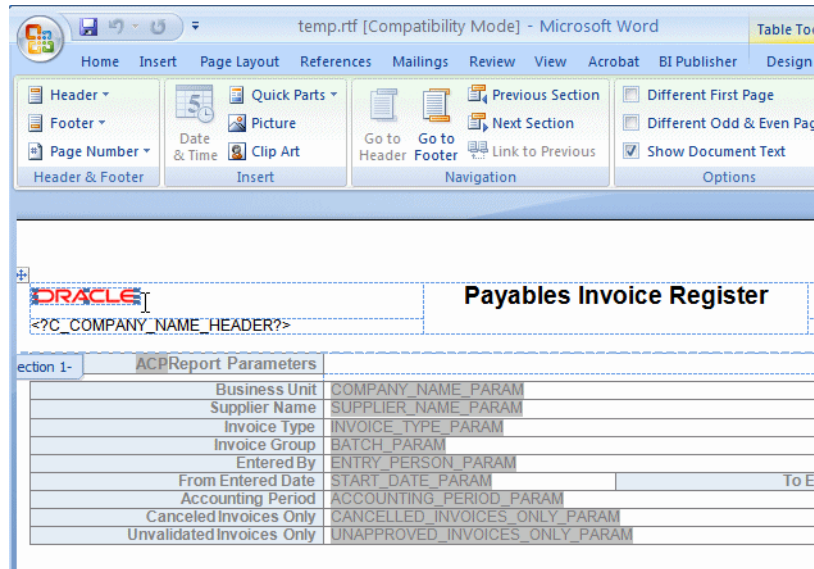 temp.rtf [Compatibility Mode] - Microsoft Word
Table Too
Home Insert Page Layout References Mailings Review View Acrobat BI Publisher Design
Header
Footer
Page Number
Header & Footer
Date
& Time
Quick Parts
Picture
Clip Art
Insert
Go to
Header
Go to
Footer
Previous Section
Next Section
Link to Previous
Navigation
Different First Page
Different Odd & Even Pag
Show Document Text
Options
ORACLE
Payables Invoice Register
<?C_COMPANY_NAME_HEADER?>
ection 1-
ACPReport Parameters
Business Unit COMPANY_NAME_PARAM
Supplier Name SUPPLIER_NAME_PARAM
Invoice Type INVOICE_TYPE_PARAM
Invoice Group BATCH_PARAM
Entered By ENTRY_PERSON_PARAM
From Entered Date START_DATE_PARAM To E
Accounting Period ACCOUNTING_PERIOD_PARAM
Canceled Invoices Only CANCELLED_INVOICES_ONLY_PARAM
Unvalidated Invoices Only UNAPPROVED_INVOICES_ONLY_PARAM